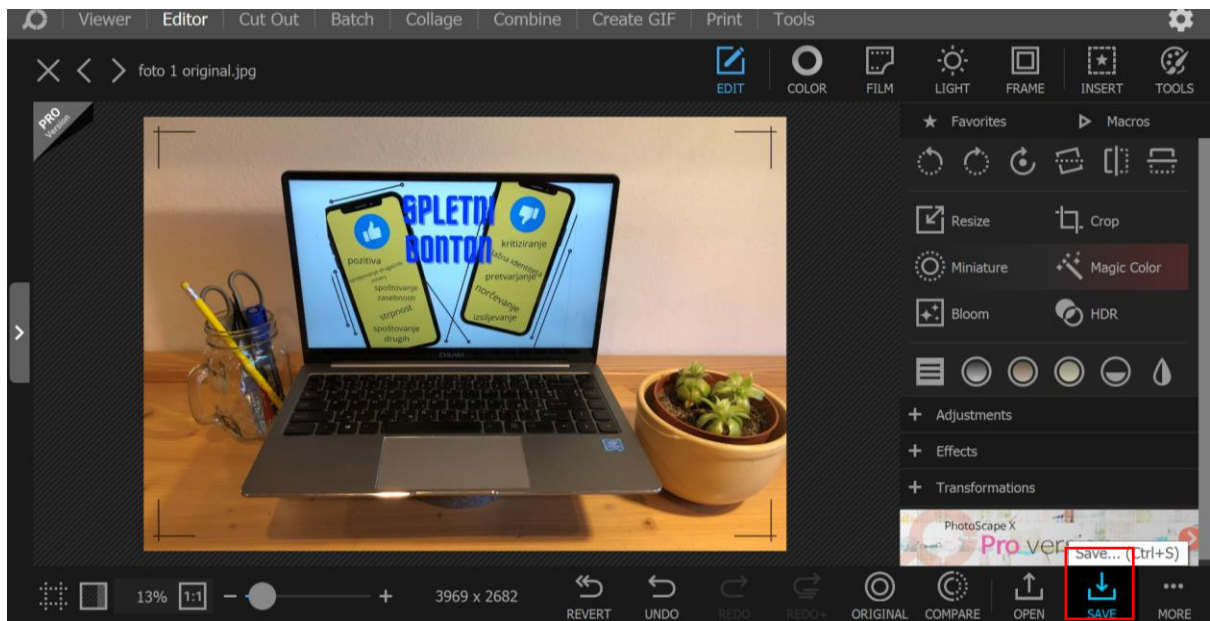 Viewer Editor Cut Out Batch Collage Combine Create GIF Print Tools
foto 1 original.jpg
EDIT COLOR FILM LIGHT FRAME INSERT TOOLS
PRO
Version
Favorites Macros
Resize Crop
Miniature Magic Color
Bloom HDR
+ Adjustments
+ Effects
+ Transformations
PhotoScape X
Pro
Save... (Ctrl+S)
SPLETNI
BONTON
pozitiva
spoštovanje
zasebnosti
strpnost
spoštovanje
drugih
kritiziranje
lažna identiteta
pretvarjanje
norčevanje
izsiljevanje
CHUWI
13% 1:1 - + 3969 x 2682
REVERT UNDO REDO REDO+ ORIGINAL COMPARE OPEN SAVE MORE